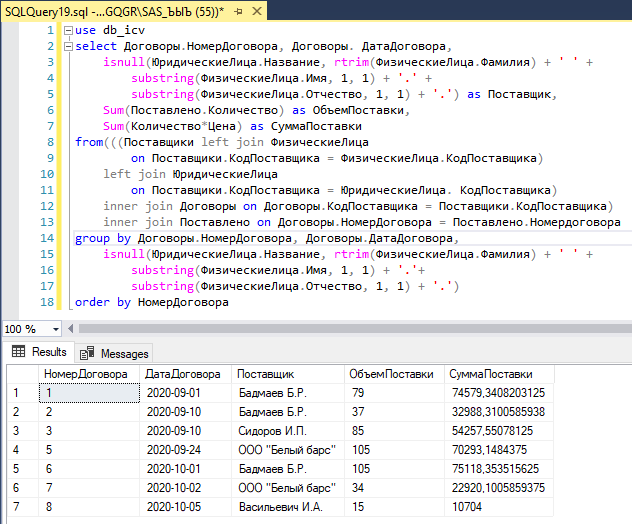 SQLQuery19.sql -...GQGR\SAS_ЪЫЬ (55))*
1 use db_icv
2 select Договоры.НомерДоговора, Договоры. ДатаДоговора,
3 isnull(ЮридическиеЛица.Название, rtrim(ФизическиеЛица.Фамилия) + ' ' +
4 substring(ФизическиеЛица.Имя, 1, 1) + '.' +
5 substring(ФизическиеЛица.Отчество, 1, 1) + '.') as Поставщик,
6 Sum(Поставлено.Количество) as ОбъемПоставки,
7 Sum(Количество*Цена) as СуммаПоставки
8 from(((Поставщики left join ФизическиеЛица
9 on Поставщики.КодПоставщика = ФизическиеЛица.КодПоставщика)
10 left join ЮридическиеЛица
11 on Поставщики.КодПоставщика = ЮридическиеЛица. КодПоставщика)
12 inner join Договоры on Договоры.КодПоставщика = Поставщики.КодПоставщика)
13 inner join Поставлено on Договоры.НомерДоговора = Поставлено.Номердоговора
14 group by Договоры.НомерДоговора, Договоры.ДатаДоговора,
15 isnull(ЮридическиеЛица.Название, rtrim(ФизическиеЛица.Фамилия) + ' ' +
16 substring(Физическиелица.Имя, 1, 1) + '.'+
17 substring(ФизическиеЛица.Отчество, 1, 1) + '.')
18 order by НомерДоговора
100 %
Results Messages
НомерДоговора ДатаДоговора Поставщик ОбъемПоставки СуммаПоставки
1 1 2020-09-01 Бадмаев Б.Р. 79 74579,3408203125
2 2 2020-09-10 Бадмаев Б.Р. 37 32988,3100585938
3 3 2020-09-10 Сидоров И.П. 85 54257,55078125
4 5 2020-09-24 ООО "Белый барс" 105 70293,1484375
5 6 2020-10-01 Бадмаев Б.Р. 105 75118,353515625
6 7 2020-10-02 ООО "Белый барс" 34 22920,1005859375
7 8 2020-10-05 Васильевич И.А. 15 10704